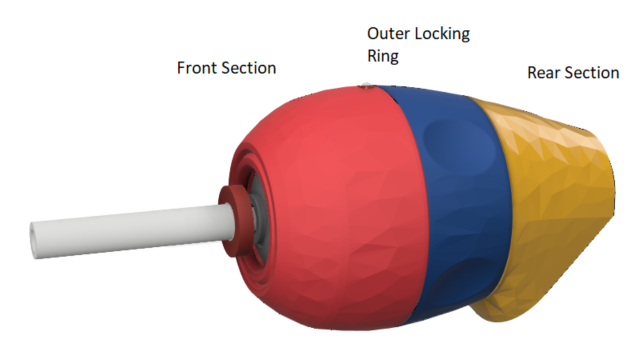 Outer Locking
Ring
Front Section
Rear Section